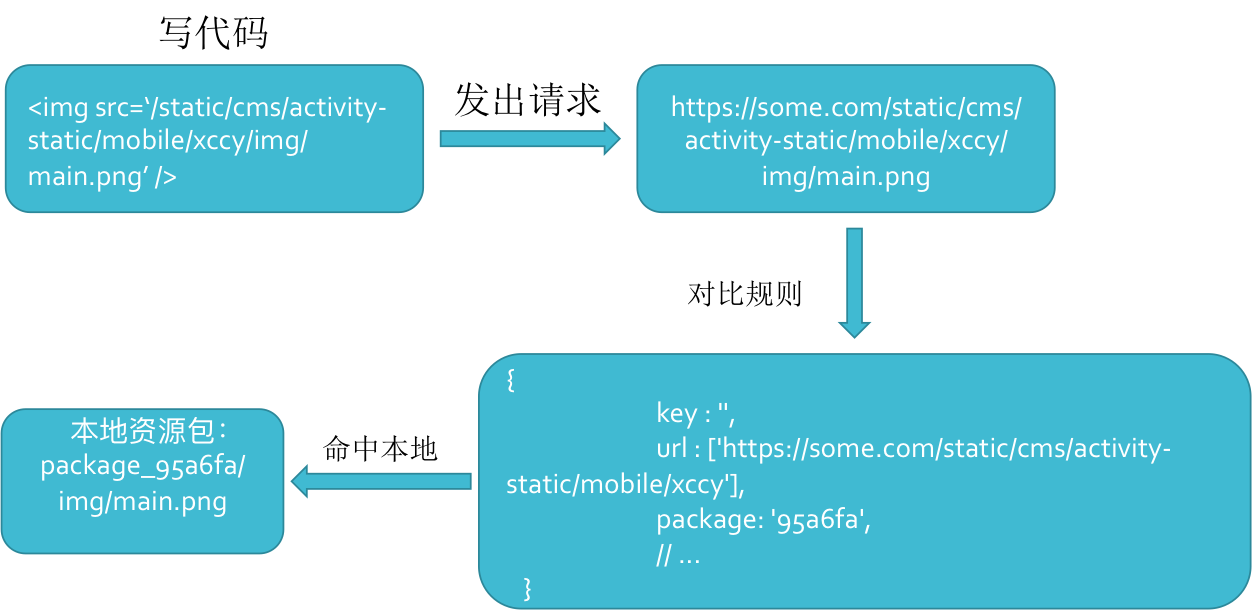 写代码
<img src=‘/static/cms/activity-
static/mobile/xccy/img/
main.png’ />
发出请求
https://some.com/static/cms/
activity-static/mobile/xccy/
img/main.png
对比规则
{
key : '',
url : ['https://some.com/static/cms/activity-
static/mobile/xccy'],
package: '95a6fa',
// ...
}
命中本地
本地资源包：
package_95a6fa/
img/main.png